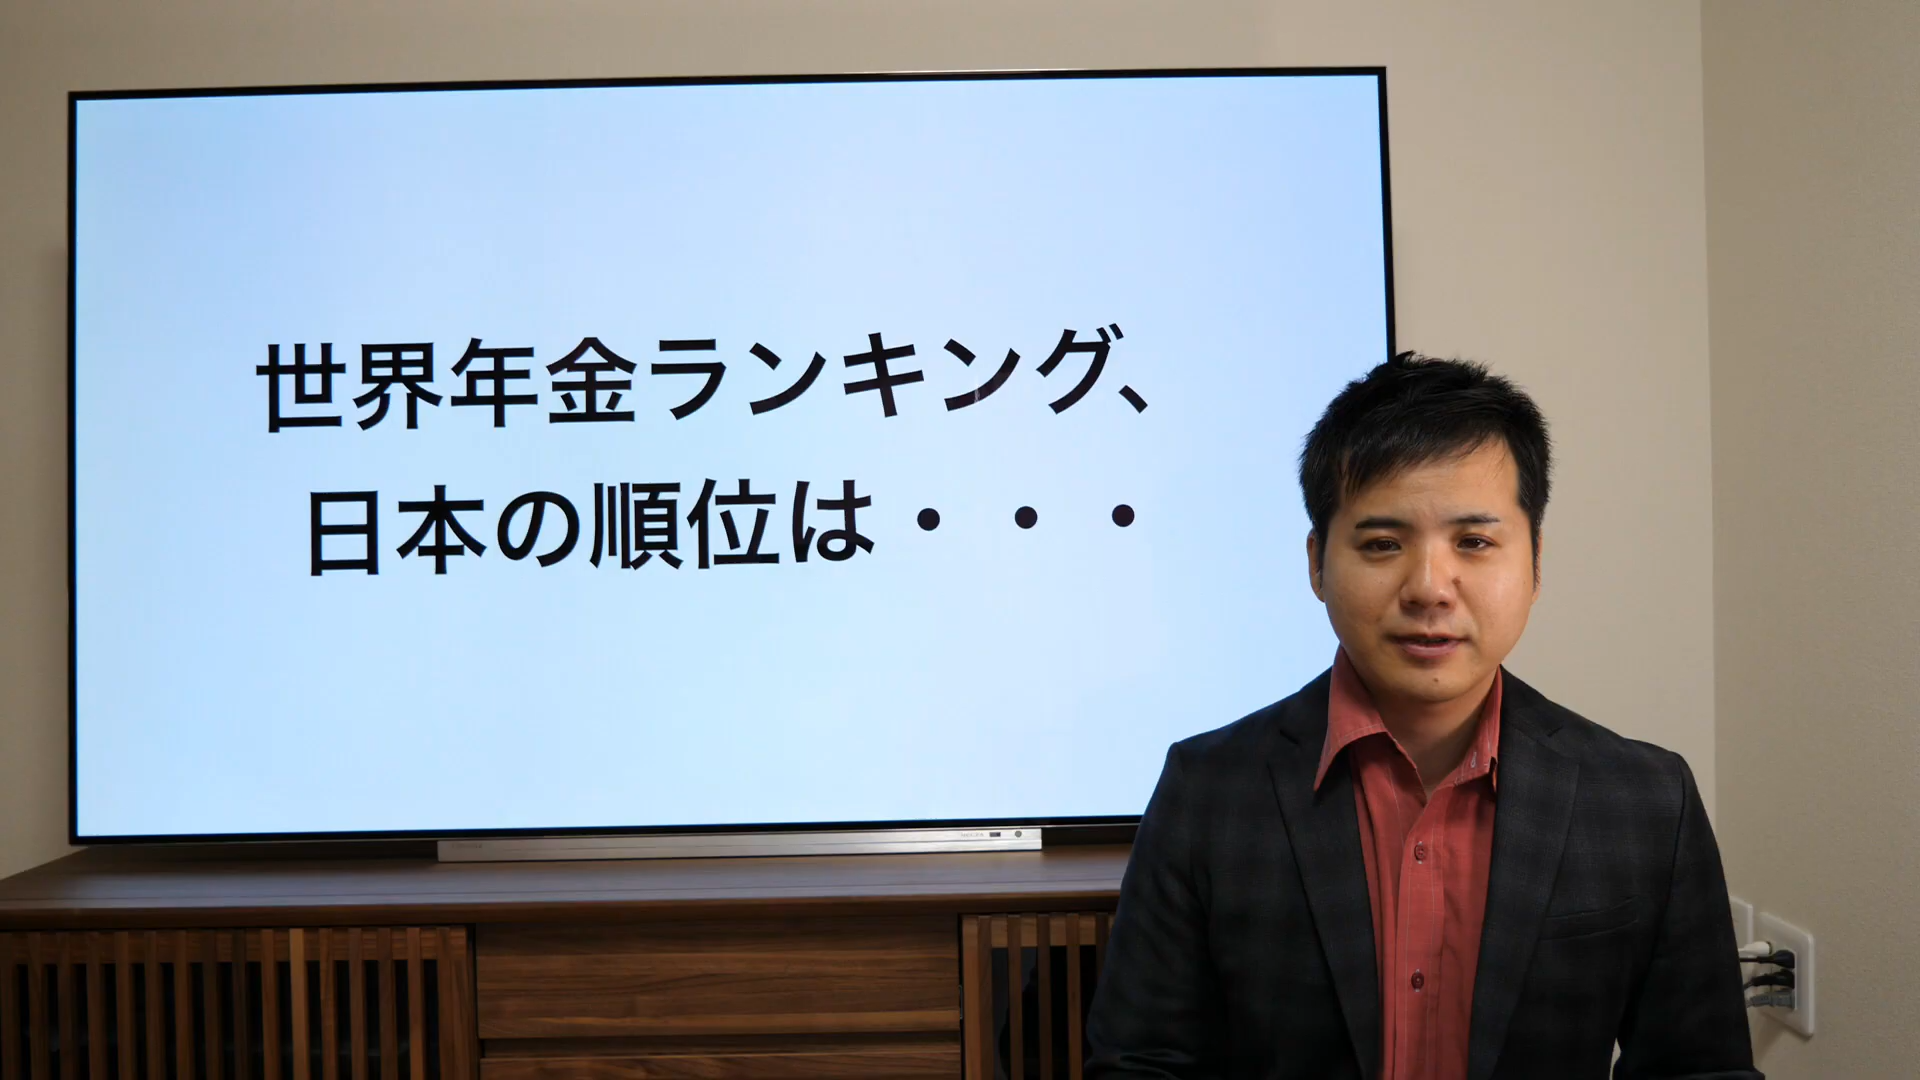 世界年金ランキング、
日本の順位は・・・